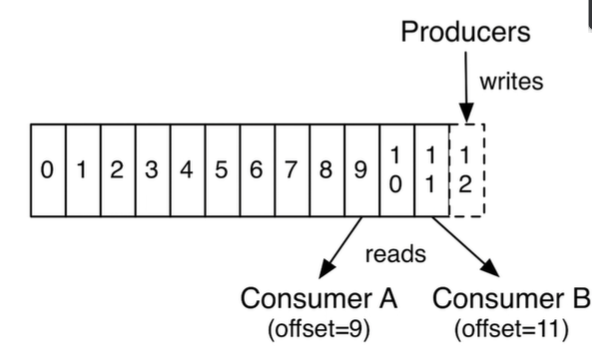 Producers
writes
0 1 2 3 4 5 6 7 8 9 10 11 12
reads
Consumer A Consumer B
(offset=9) (offset=11)